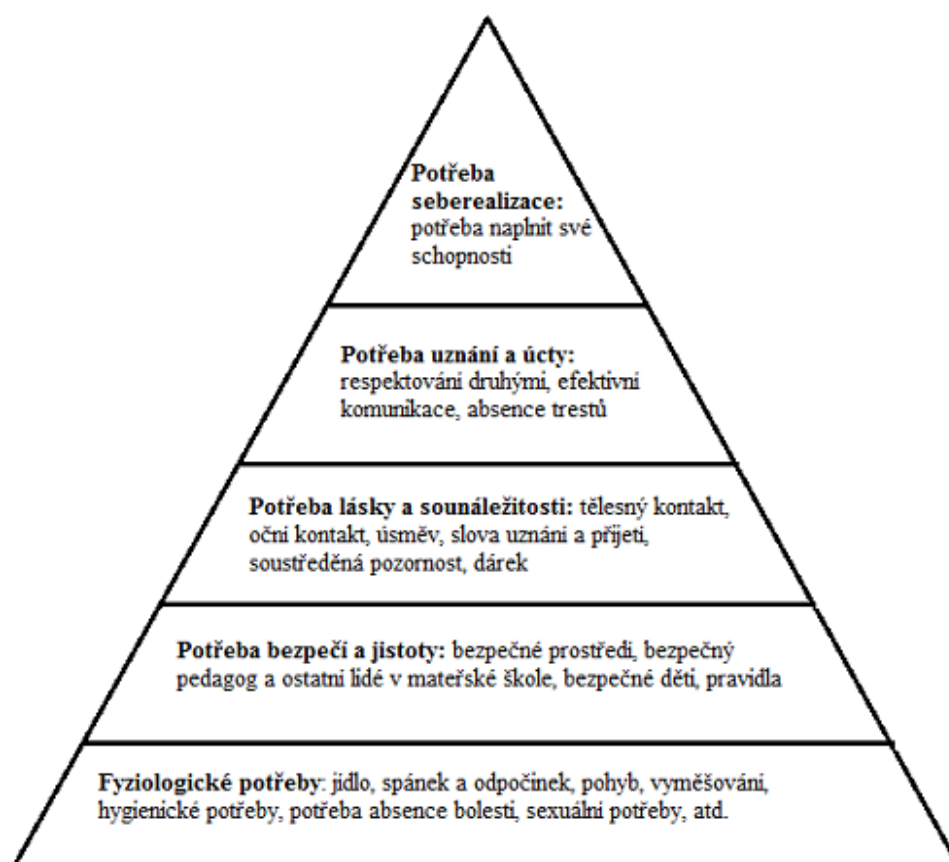 Potřeba
seberealizace:
potřeba naplnit své
schopnosti
Potřeba uznání a úcty:
respektování druhými, efektivní
komunikace, absence trestů
Potřeba lásky a sounáležitosti: tělesný kontakt,
oční kontakt, úsměv, slova uznání a přijetí,
soustředěná pozornost, dárek
Potřeba bezpečí a jistoty: bezpečné prostředí, bezpečný
pedagog a ostatní lidé v mateřské škole, bezpečné děti, pravidla
Fyziologické potřeby: jídlo, spánek a odpočinek, pohyb, vyměšování,
hygienické potřeby, potřeba absence bolesti, sexuální potřeby, atd.